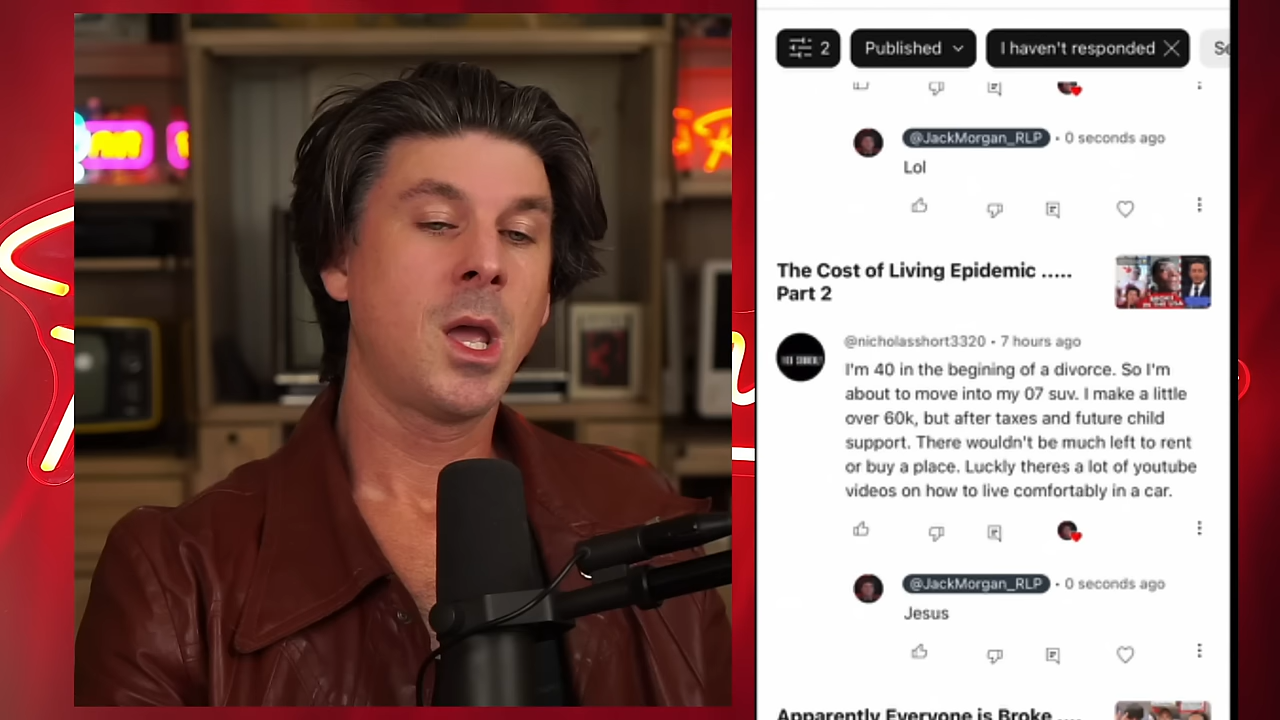 2
Published
I haven't responded
@JackMorgan_RLP • 0 seconds ago
Lol
The Cost of Living Epidemic .....
Part 2
@nicholasshort3320 • 7 hours ago
I'm 40 in the begining of a divorce. So I'm
about to move into my 07 suv. I make a little
over 60k, but after taxes and future child
support. There wouldn't be much left to rent
or buy a place. Luckly theres a lot of youtube
videos on how to live comfortably in a car.
@JackMorgan_RLP • 0 seconds ago
Jesus
Apparently Everyone is Broke ....